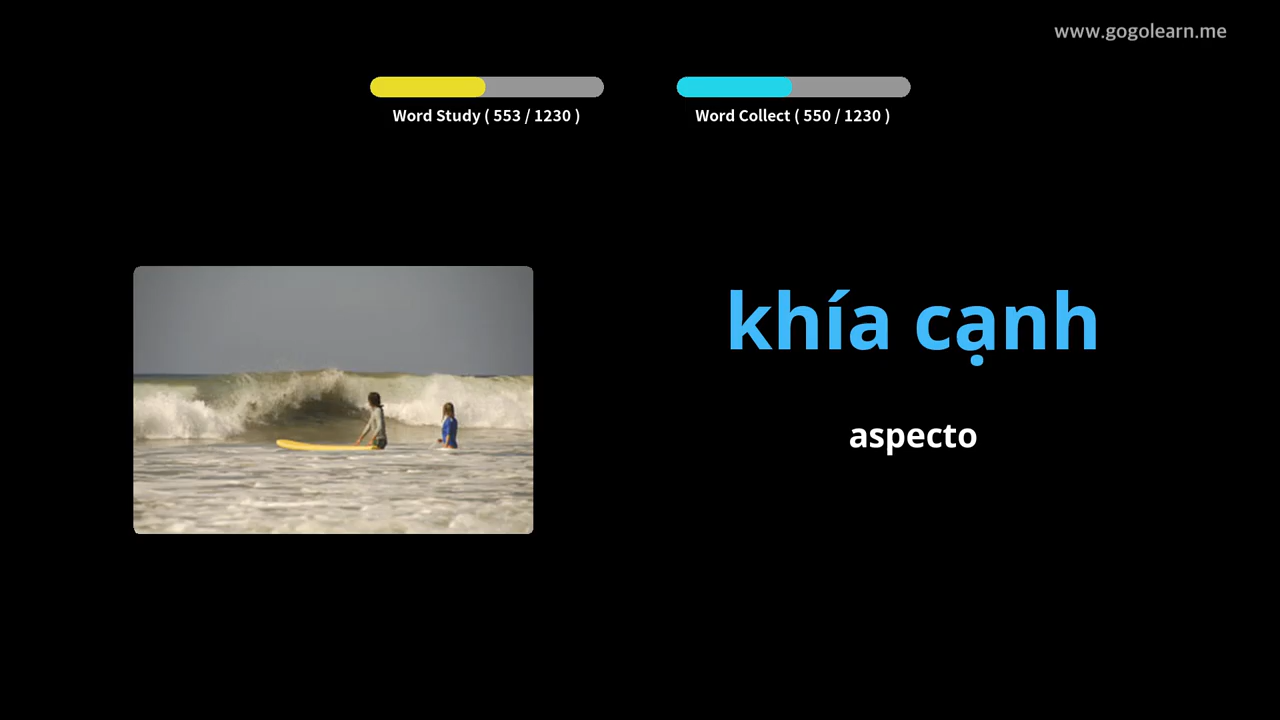 www.gogolearn.me
Word Study ( 553 / 1230 )
Word Collect ( 550 / 1230 )
khía cạnh
aspecto